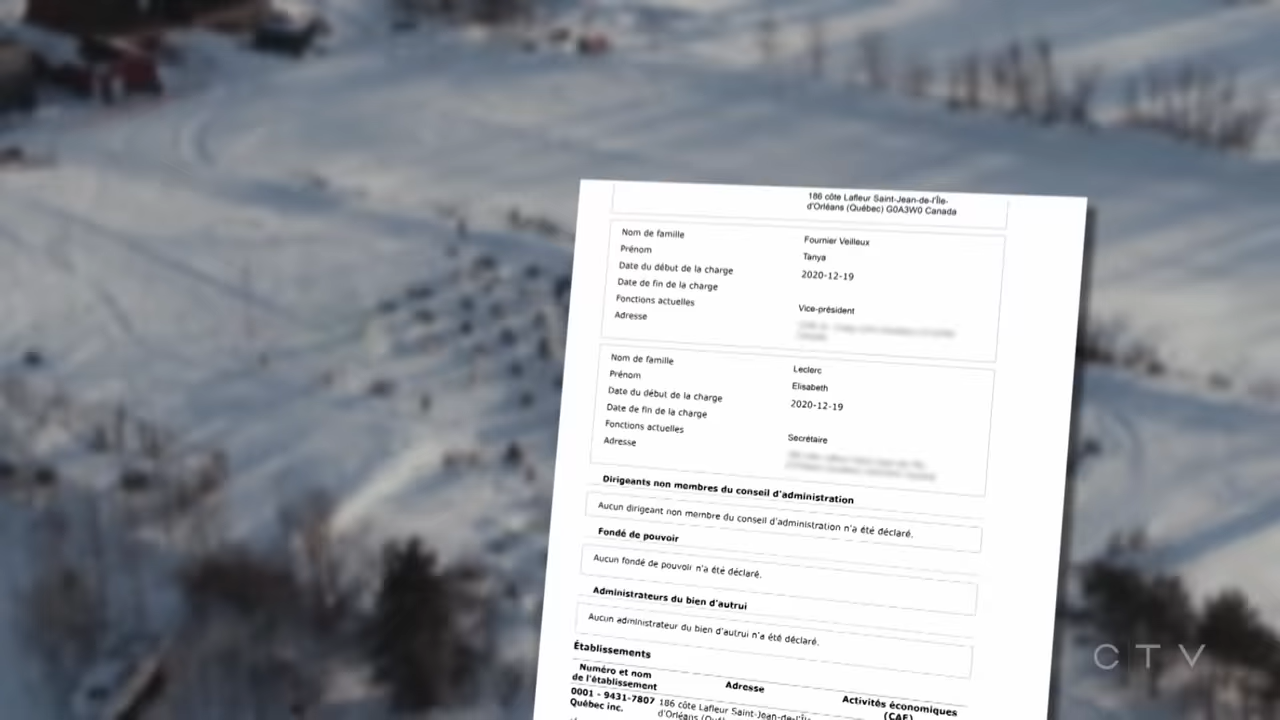 186 côte Lafleur Saint-Jean-de-l'Île-
d'Orléans (Québec) G0A3W0 Canada
Nom de famille Fournier Veilleux
Prénom Tanya
Date du début de la charge 2020-12-19
Date de fin de la charge
Fonctions actuelles Vice-président
Adresse
Nom de famille Leclerc
Prénom Elisabeth
Date du début de la charge 2020-12-19
Date de fin de la charge
Fonctions actuelles Secrétaire
Adresse
Dirigeants non membres du conseil d'administration
Aucun dirigeant non membre du conseil d'administration n'a été déclaré.
Fondé de pouvoir
Aucun fondé de pouvoir n'a été déclaré.
Administrateurs du bien d'autrui
Aucun administrateur du bien d'autrui n'a été déclaré.
Établissements
Numéro et nom
de l'établissement
Adresse
Activités économiques
(CAE)
0001 - 9431-7807
Québec inc.
186 côte Lafleur Saint-Jean-de-l'Île-
d'Orléans
CTV